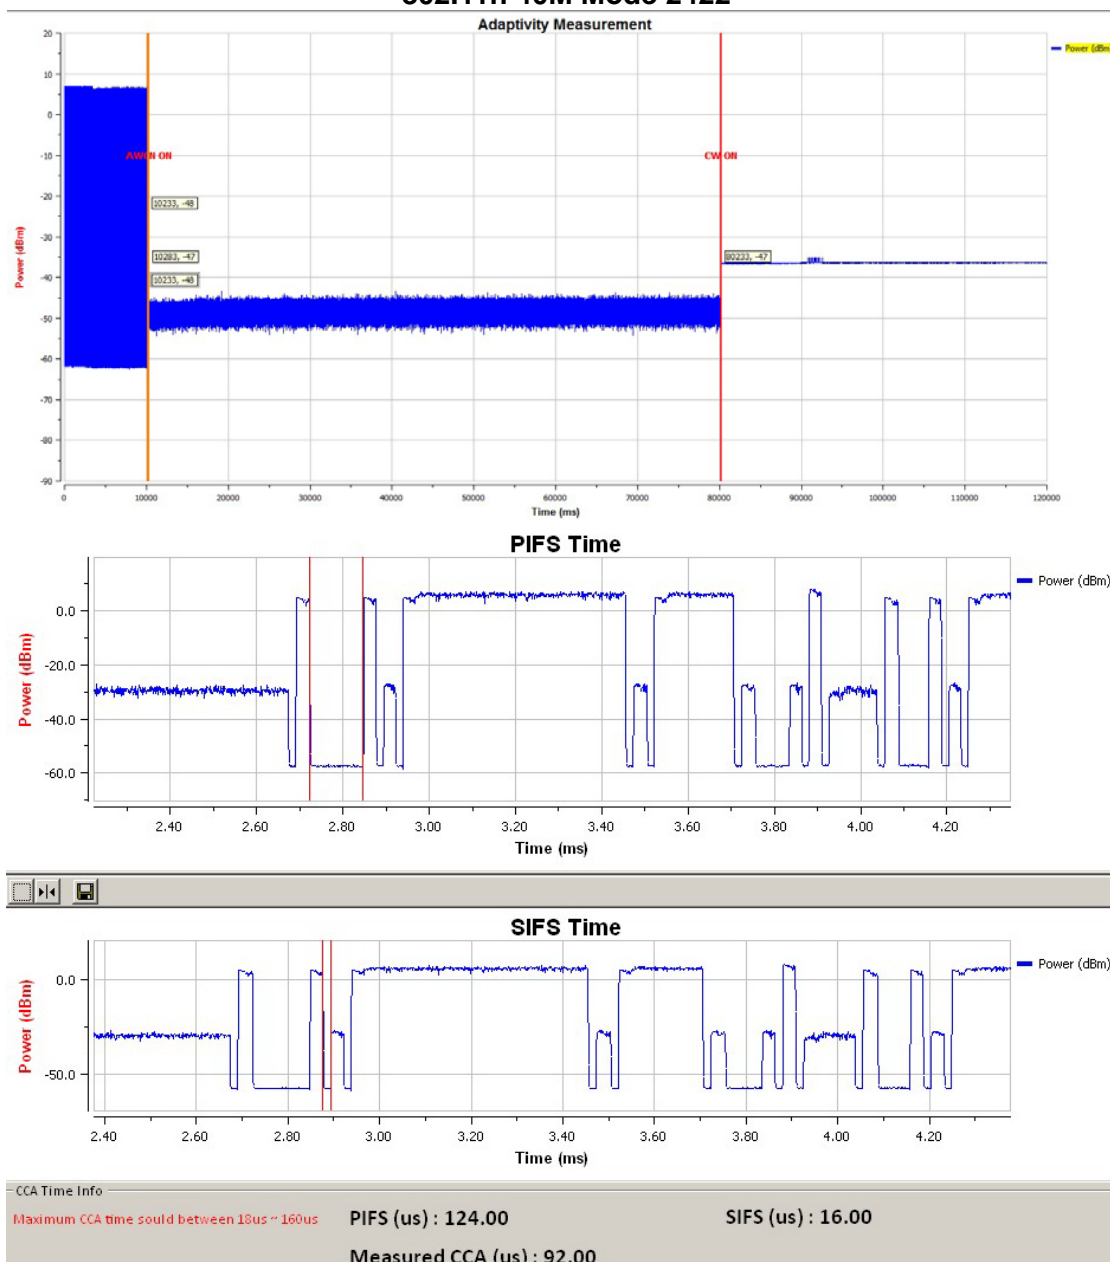 802.11n-40M Mode 2422
Adaptivity Measurement
Power (dBm)
20
10
0
-10
-20
-30
-40
-50
-60
-70
-80
-90
Power (dBm)
AWGN ON
CW ON
10233, -48
10283, -47
10233, -48
80233, -47
0 10000 20000 30000 40000 50000 60000 70000 80000 90000 100000 110000 120000
Time (ms)
PIFS Time
Power (dBm)
0.0
-20.0
-40.0
-60.0
Power (dBm)
2.40 2.60 2.80 3.00 3.20 3.40 3.60 3.80 4.00 4.20
Time (ms)
SIFS Time
Power (dBm)
0.0
-50.0
Power (dBm)
2.40 2.60 2.80 3.00 3.20 3.40 3.60 3.80 4.00 4.20
Time (ms)
CCA Time Info
Maximum CCA time sould between 18us ~ 160us
PIFS (us) : 124.00
SIFS (us) : 16.00
Measured CCA (us) : 92.00